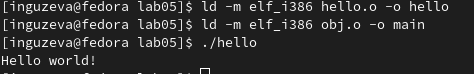 [inguzeva@fedora lab05]$ ld -m elf_i386 hello.o -o hello
[inguzeva@fedora lab05]$ ld -m elf_i386 obj.o -o main
[inguzeva@fedora lab05]$ ./hello
Hello world!
[inguzeva@fedora lab05]$